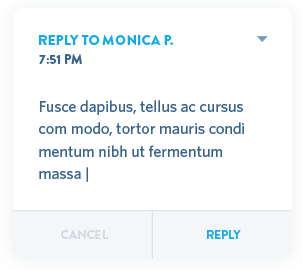 REPLY TO MONICA P.
7:51 PM
Fusce dapibus, tellus ac cursus
com modo, tortor mauris condi
mentum nibh ut fermentum
massa |
CANCEL
REPLY